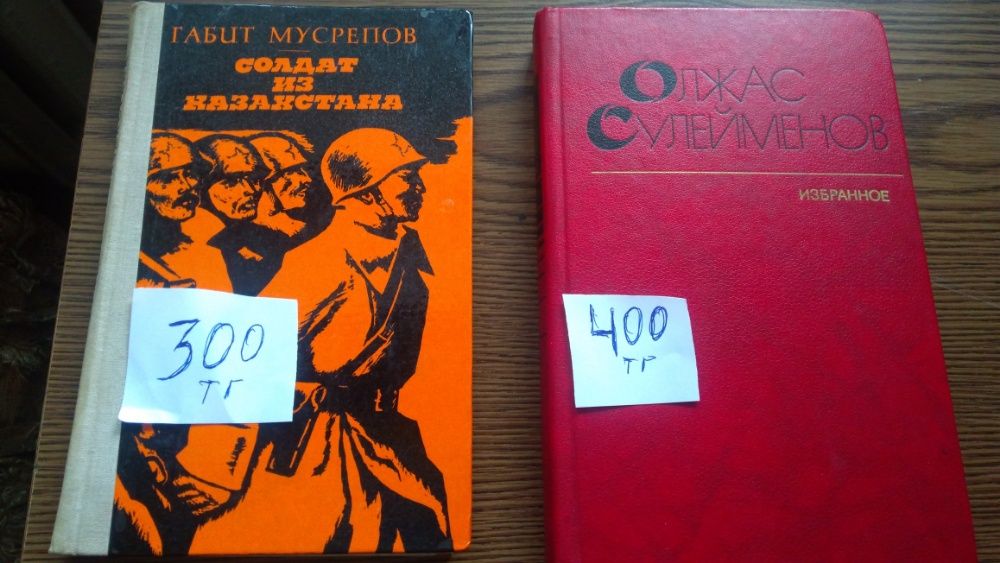 ГАБИТ МУСРЕПОВ
СОЛДАТ
ИЗ
КАЗАХСТАНА
300
тг
ОЛЖАС
СУЛЕЙМЕНОВ
ИЗБРАННОЕ
400
тг